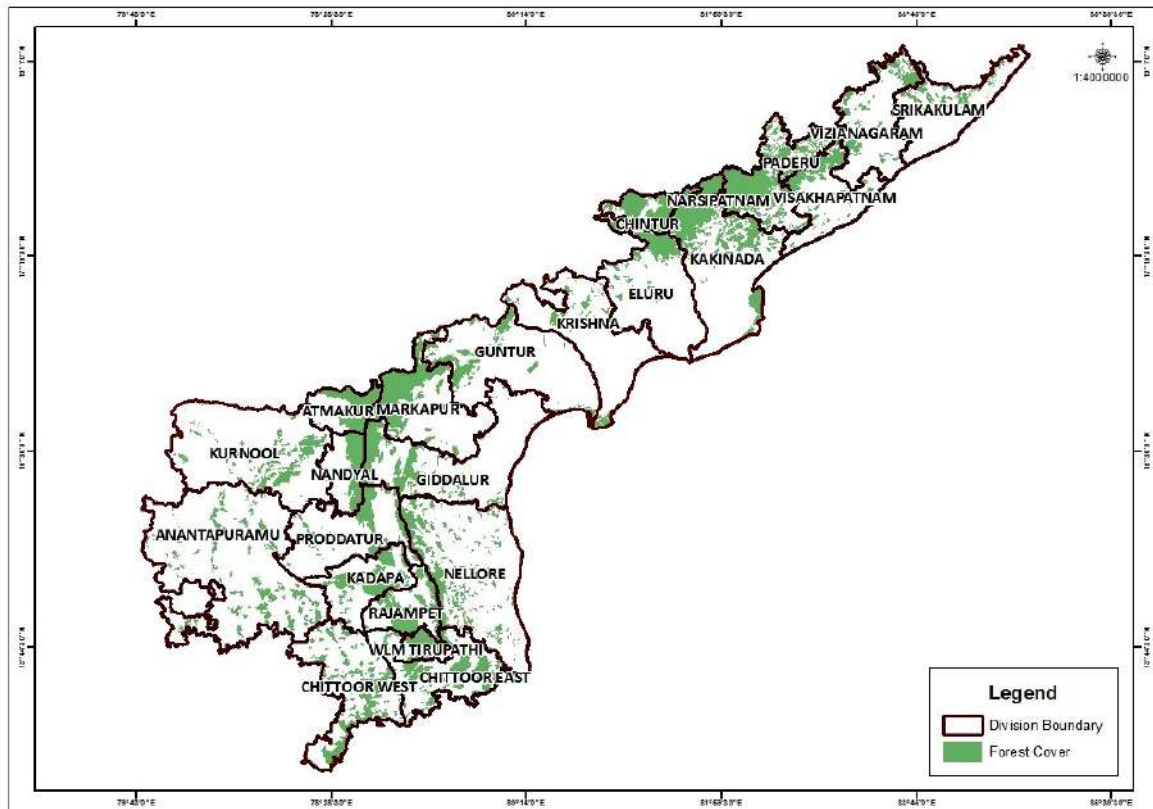 1:4000000
SRIKAKULAM
VIZIANAGARAM
PADERU
NARSIPATNAM
VISAKHAPATNAM
CHINTUR
KAKINADA
ELURU
KRISHNA
GUNTUR
ATMAKUR
MARKAPUR
KURNOOL
NANDYAL
GIDDALUR
ANANTAPURAMU
PRODDATUR
KADAPA
NELLORE
RAJAMPET
WLM TIRUPATHI
CHITTOOR WEST
CHITTOOR EAST
Legend
Division Boundary
Forest Cover